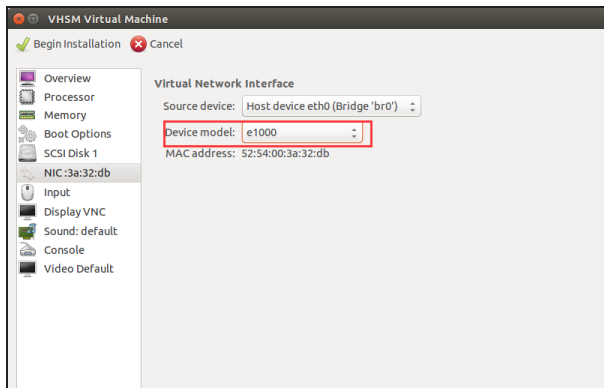 VHSM Virtual Machine
Begin Installation Cancel
Overview
Processor
Memory
Boot Options
SCSI Disk 1
NIC :3a:32:db
Input
Display VNC
Sound: default
Console
Video Default
Virtual Network Interface
Source device: Host device eth0 (Bridge 'br0')
Device model: e1000
MAC address: 52:54:00:3a:32:db